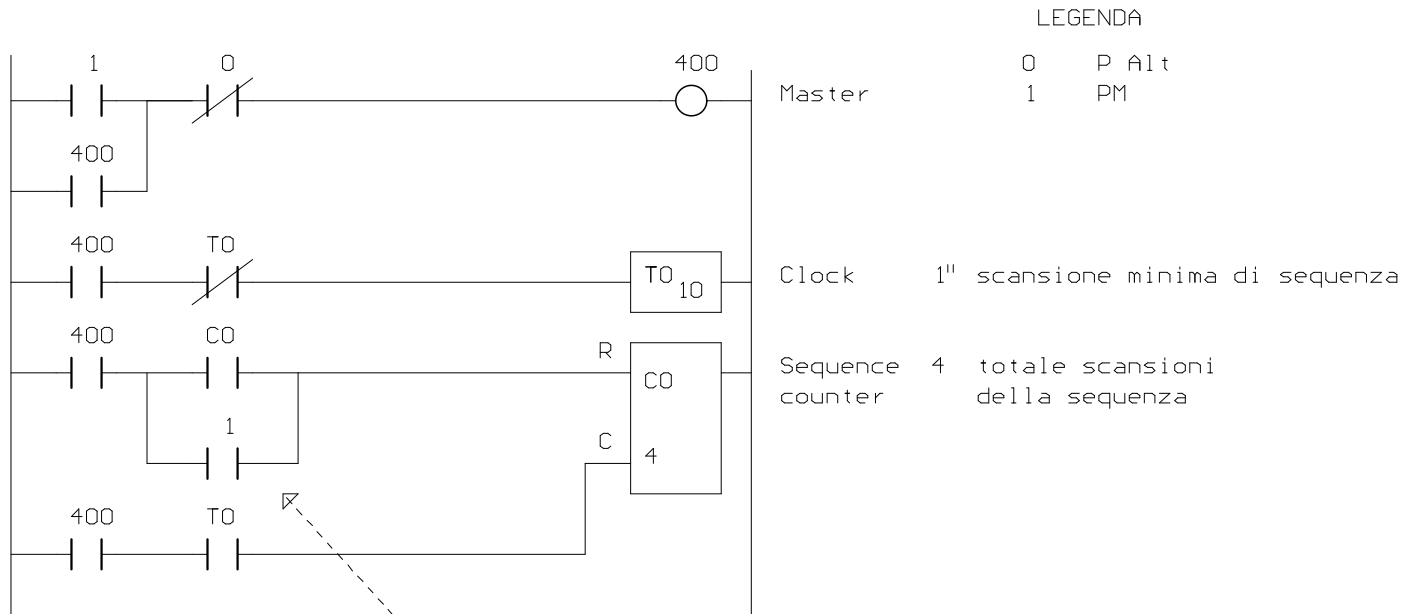 LEGENDA
1 0 400 0 P Alt
Master 1 PM
400
400 T0
T0 10 Clock 1" scansione minima di sequenza
400 C0
R
C0 Sequence 4 totale scansioni
counter della sequenza
1
C
4
400 T0